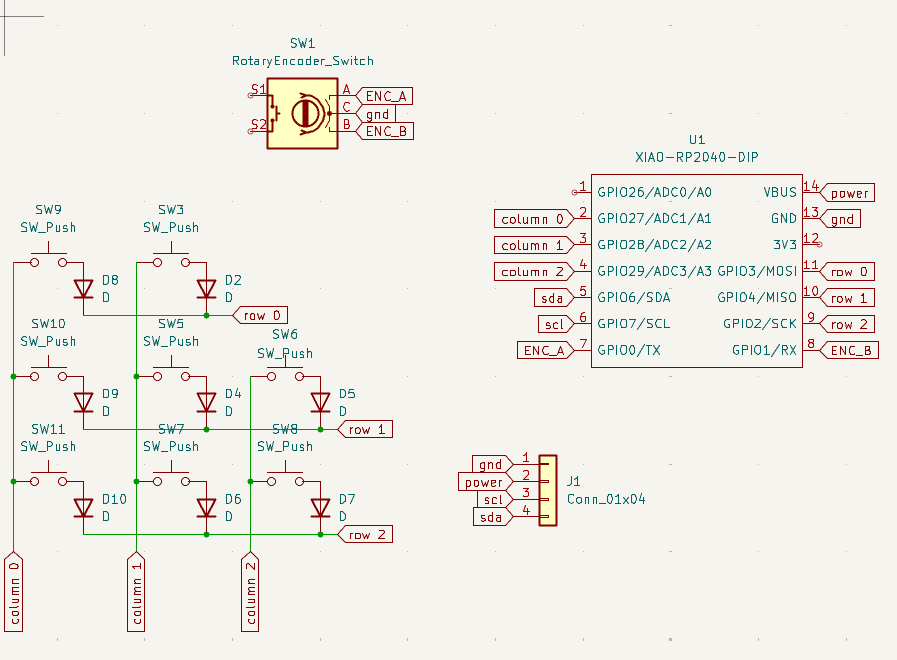 SW1
RotaryEncoder_Switch
S1
S2
A
C
B
ENC_A
gnd
ENC_B
U1
XIAO-RP2040-DIP
1 GPIO26/ADC0/A0
column 0 2 GPIO27/ADC1/A1
column 1 3 GPIO28/ADC2/A2
column 2 4 GPIO29/ADC3/A3
sda 5 GPIO6/SDA
scl 6 GPIO7/SCL
ENC_A 7 GPIO0/TX
VBUS 14 power
GND 13 gnd
3V3 12
GPIO3/MOSI 11 row 0
GPIO4/MISO 10 row 1
GPIO2/SCK 9 row 2
GPIO1/RX 8 ENC_B
SW9
SW_Push
D8
D
SW3
SW_Push
D2
D
row 0
SW10
SW_Push
D9
D
SW5
SW_Push
D4
D
SW6
SW_Push
D5
D
row 1
SW11
SW_Push
D10
D
SW7
SW_Push
D6
D
SW8
SW_Push
D7
D
row 2
column 0
column 1
column 2
gnd 1
power 2
scl 3
sda 4
J1
Conn_01x04